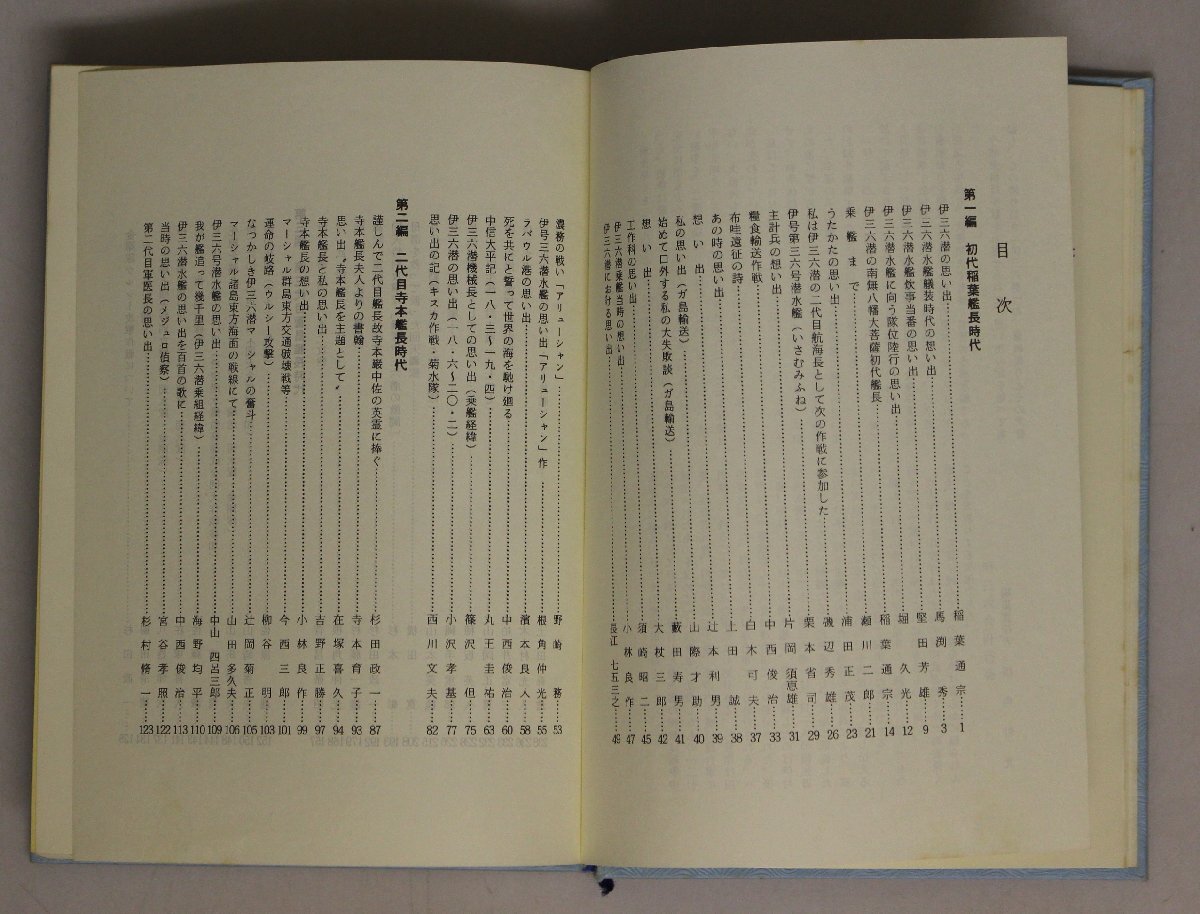 目次
第一編 初代稲葉艦長時代
伊三六潜の思い出……稲葉通宗 1
伊三六潜水艦艤装時代の想い出……馬渕秀 3
伊三六潜水艦炊事当番の思い出……堅田芳雄 9
伊三六潜水艦に向う隊伍陸行の思い出……堀久光 12
伊三六潜の南無八幡大菩薩初代艦長……稲葉通宗 14
乗艦まで……瀬川二郎 21
うたかたの思い出……浦田正茂 23
私は伊三六潜の二代目航海長として次の作戦に参加した……磯辺秀雄 26
伊号第三六号潜水艦(いさむみふね)……栗本省司 29
主計兵の想い出……片岡須恵雄 31
糧食輸送作戦……中西俊治 33
布哇遠征の詩……白木可夫 37
あの時の思い出……上田誠 38
想い出……辻本利男 39
私の思い出(ガ島輸送)……山際才助 40
始めて口外する私の大失敗談(ガ島輸送)……藪田寿男 41
想い出……大杖三郎 42
工作科の思い出……須崎昭二 45
伊三六潜乗艦当時の想い出……小林良作 47
伊三六潜における思い出……長江七五三之 49
濃務の戦い「アリューシャン」……野崎務 53
伊号三六潜水艦の思い出「アリューシャン」作……根角仲光 55
ラバウル港の思い出……濱本良人 58
死を共にと誓って世界の海を馳け廻る……中西俊治 60
中信大平記(一八・三〜一九・四)……丸岡圭祐 63
伊三六潜機械長としての思い出(乗艦経緯)……篠沢但 75
伊三六潜の思い出(一八・六〜二〇・二)……小沢孝基 77
思い出の記(キスカ作戦・菊水隊)……西川文夫 82
第二編 二代目寺本艦長時代
謹しんで二代目艦長故寺本巌中佐の英霊に捧ぐ……杉田政一 87
寺本艦長夫人よりの書翰……寺本育子 93
思い出〝寺本艦長を主題として〟……在塚喜久 94
寺本艦長と私の思い出……吉野正勝 97
寺本艦長の想い出……小林良作 99
マーシャル群島東方交通破壊戦等……今西三郎 101
運命の岐路(ウルシー攻撃)……柳谷明 103
なつかしき伊三六潜マーシャルの奮斗……辻岡菊正 105
マーシャル諸島東方海面の戦線にて……山田多久夫 106
伊三六号潜水艦の思い出……中山四呂郎 109
我が艦造って幾千里(伊三六潜乗組経緯)……海野均平 110
伊三六潜水艦の思い出を百首の歌に……中西俊治 113
当時の思い出(メジュロ偵察)……宮谷孝照 122
第二代目軍医長の思い出……杉村脩一 123